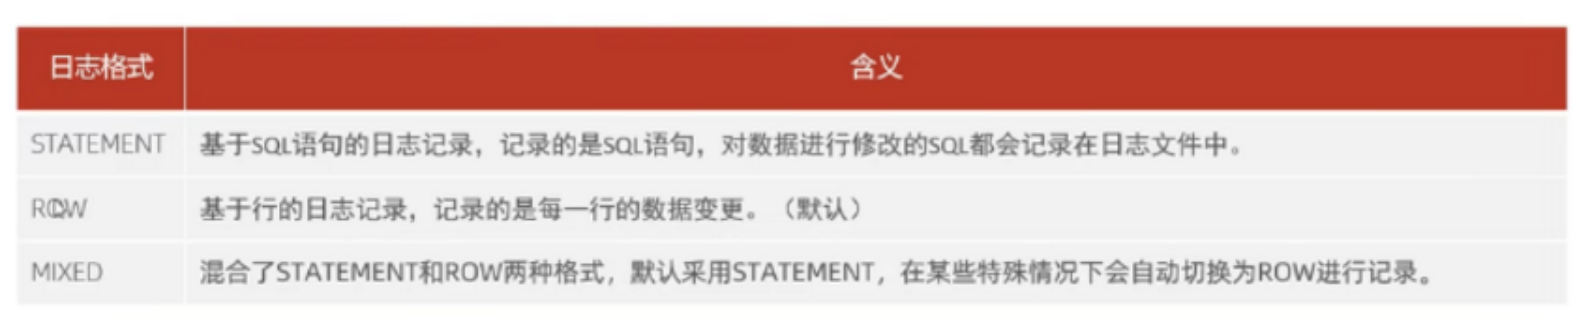 日志格式 含义
STATEMENT 基于SQL语句的日志记录，记录的是SQL语句，对数据进行修改的SQL都会记录在日志文件中。
ROW 基于行的日志记录，记录的是每一行的数据变更。（默认）
MIXED 混合了STATEMENT和ROW两种格式，默认采用STATEMENT，在某些特殊情况下会自动切换为ROW进行记录。